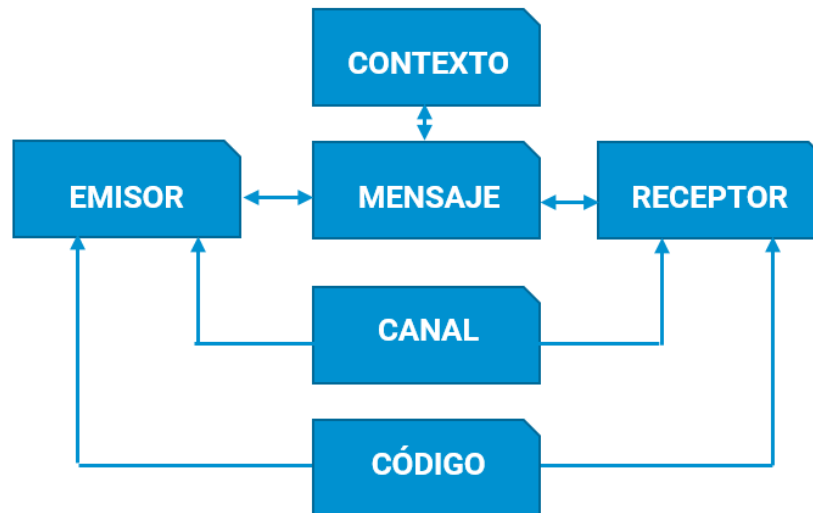 CONTEXTO
EMISOR
MENSAJE
RECEPTOR
CANAL
CÓDIGO